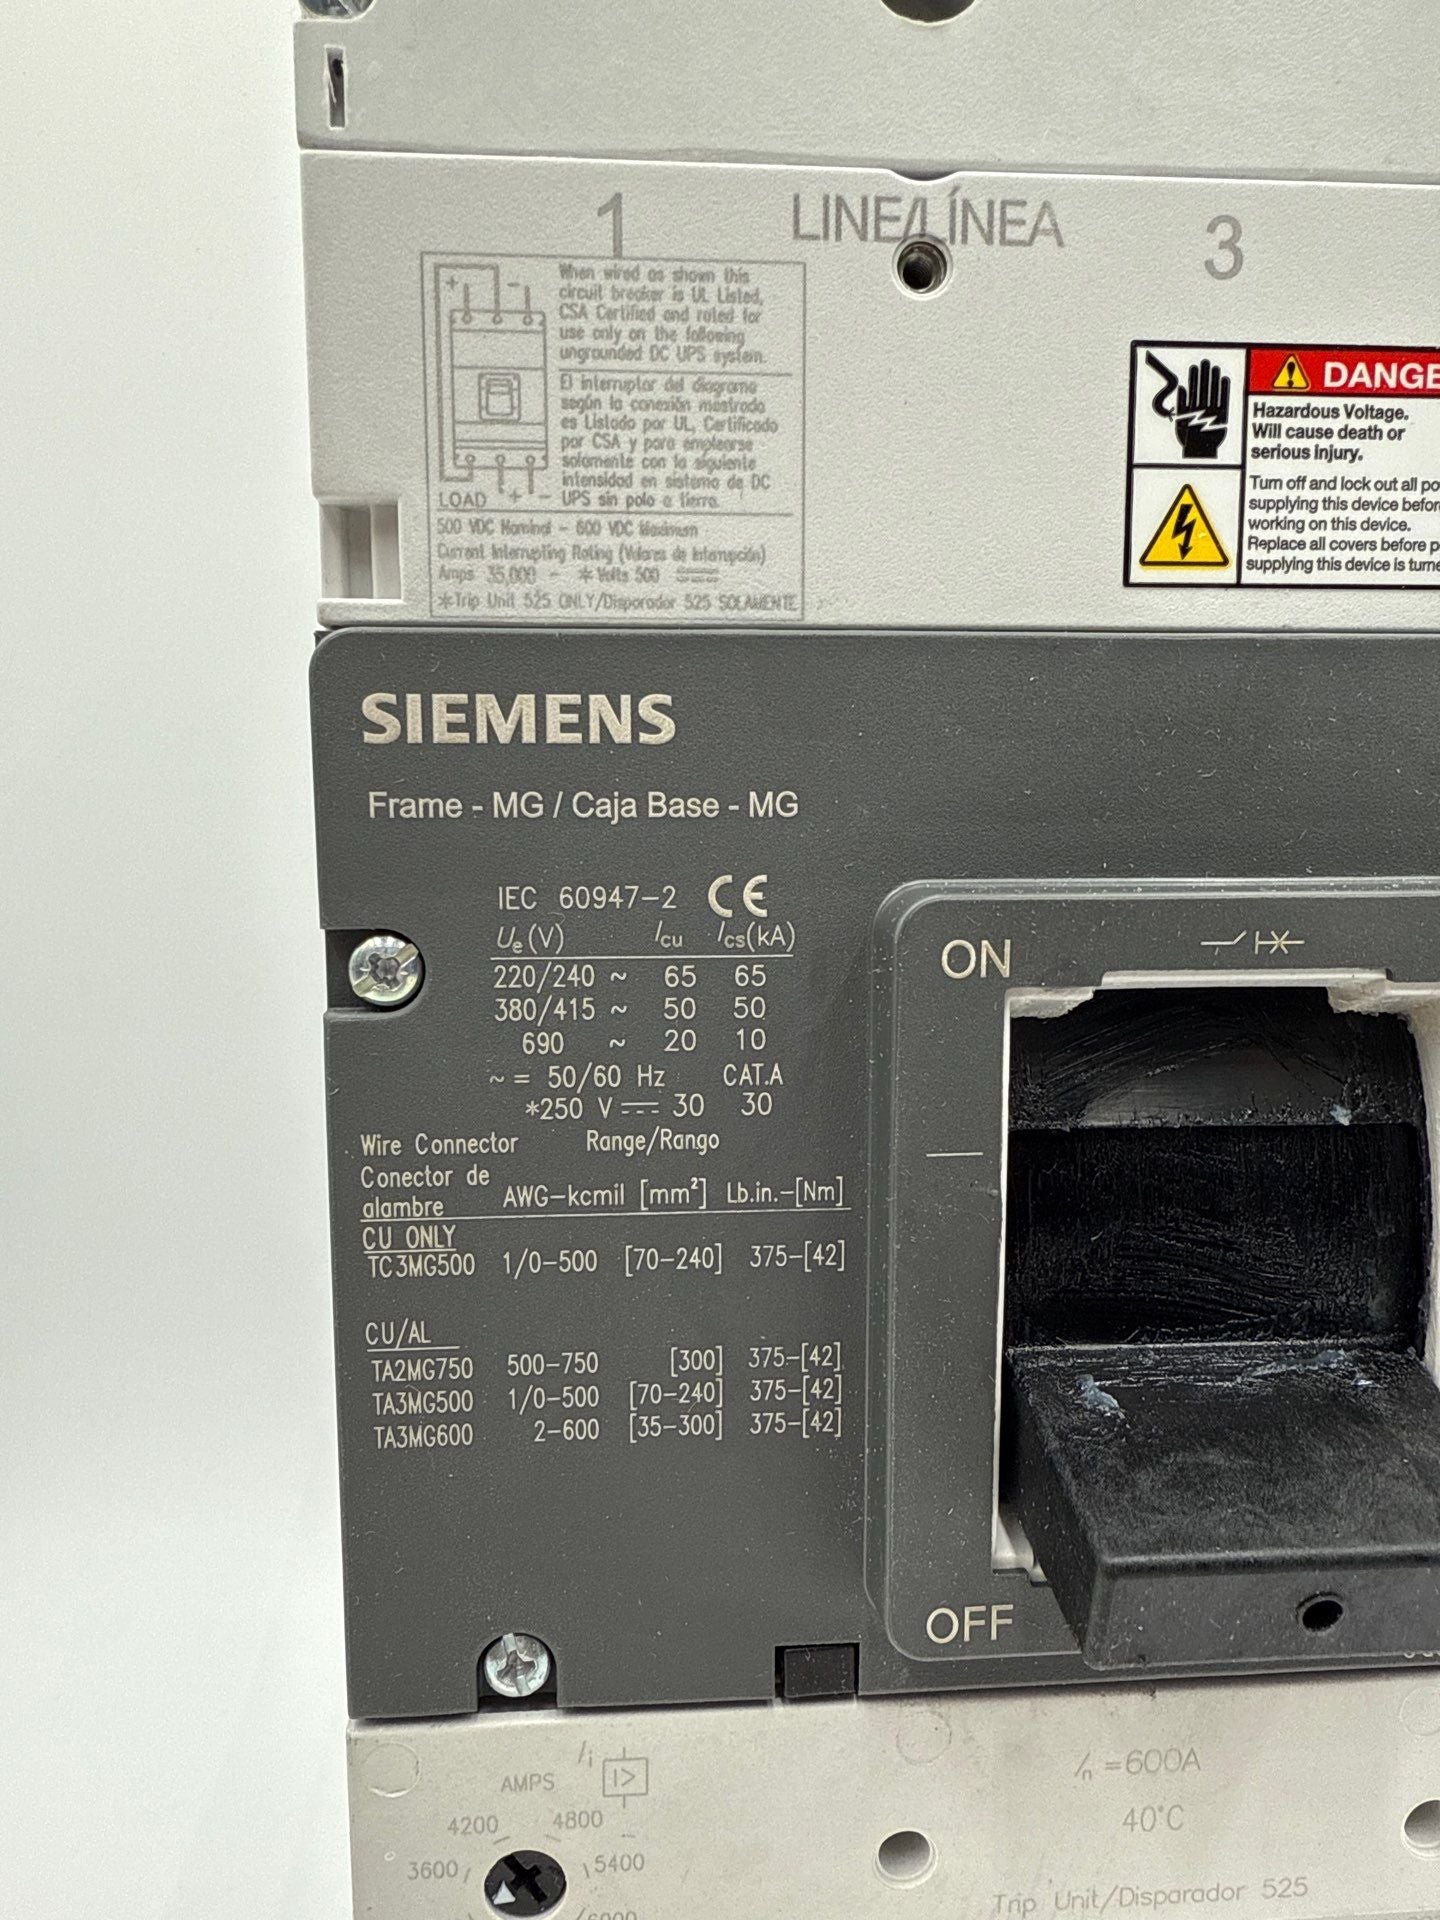 1
LINE/LÍNEA
3
When wired as shown this
circuit breaker is UL Listed,
CSA Certified and rated for
use only on the following
ungrounded DC UPS system.
El interruptor del diagrama
según la conexión mostrada
es Listado por UL, Certificado
por CSA y para emplearse
solamente con la siguiente
intensidad en sistema de DC
UPS sin polo a tierra.
+ -
LOAD + -
500 VDC Nominal - 600 VDC Maximum
Current Interrupting Rating (Valores de Interrupción)
Amps 35,000 - *Volts 500
*Trip Unit 525 ONLY/Disparador 525 SOLAMENTE
DANGE
Hazardous Voltage.
Will cause death or
serious injury.
Turn off and lock out all po
supplying this device before
working on this device.
Replace all covers before p
supplying this device is turne
SIEMENS
Frame - MG / Caja Base - MG
IEC 60947-2 CE
Ue(V) Icu Ics(kA)
220/240 ~ 65 65
380/415 ~ 50 50
690 ~ 20 10
~ = 50/60 Hz CAT.A
*250 V ⎓ 30 30
Wire Connector Range/Rango
Conector de
alambre AWG-kcmil [mm²] Lb.in.-[Nm]
CU ONLY
TC3MG500 1/0-500 [70-240] 375-[42]
CU/AL
TA2MG750 500-750 [300] 375-[42]
TA3MG500 1/0-500 [70-240] 375-[42]
TA3MG600 2-600 [35-300] 375-[42]
ON
OFF
Ii I>
AMPS
4200 4800
3600 5400
6000
In =600A
40°C
Trip Unit/Disparador 525